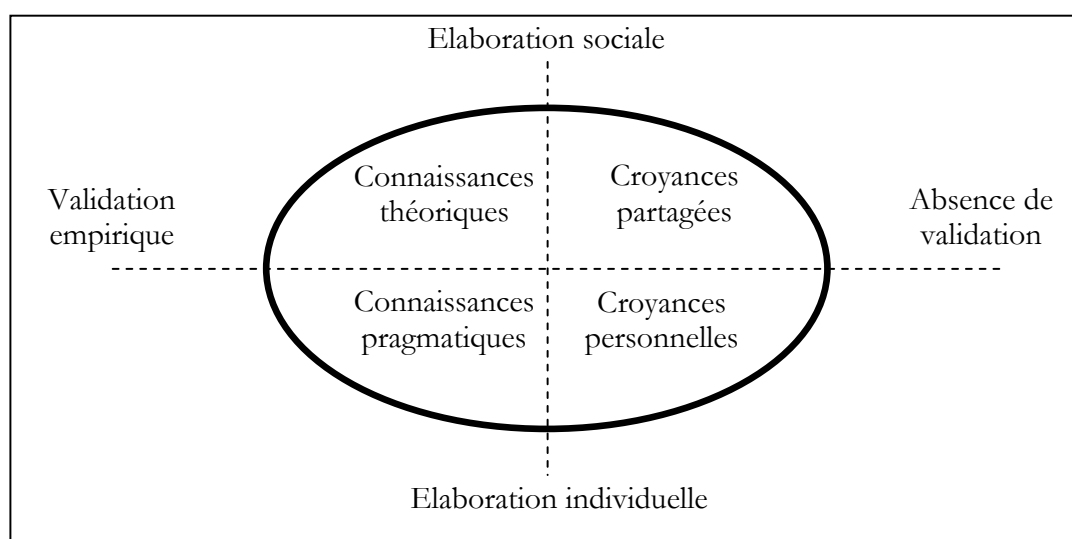 Elaboration sociale
Connaissances
théoriques
Croyances
partagées
Validation
empirique
Absence de
validation
Connaissances
pragmatiques
Croyances
personnelles
Elaboration individuelle